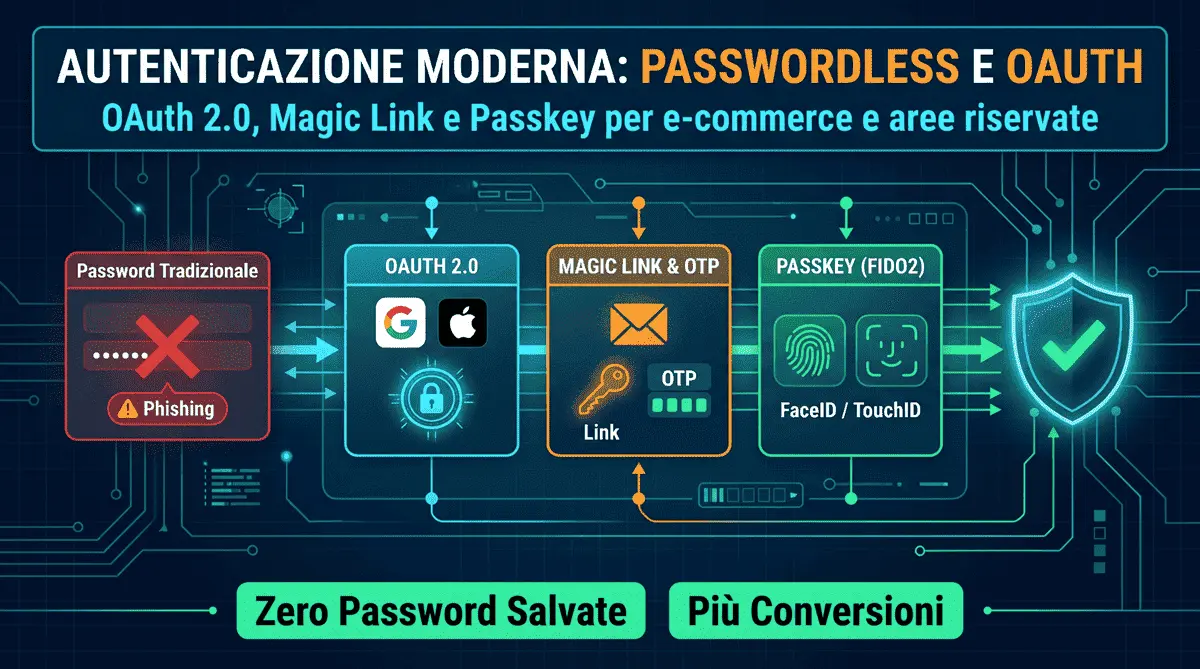 AUTENTICAZIONE MODERNA: PASSWORDLESS E OAUTH
OAuth 2.0, Magic Link e Passkey per e-commerce e aree riservate
Password Tradizionale
Phishing
OAUTH 2.0
MAGIC LINK & OTP
OTP
Link
PASSKEY (FIDO2)
FaceID / TouchID
Zero Password Salvate
Più Conversioni